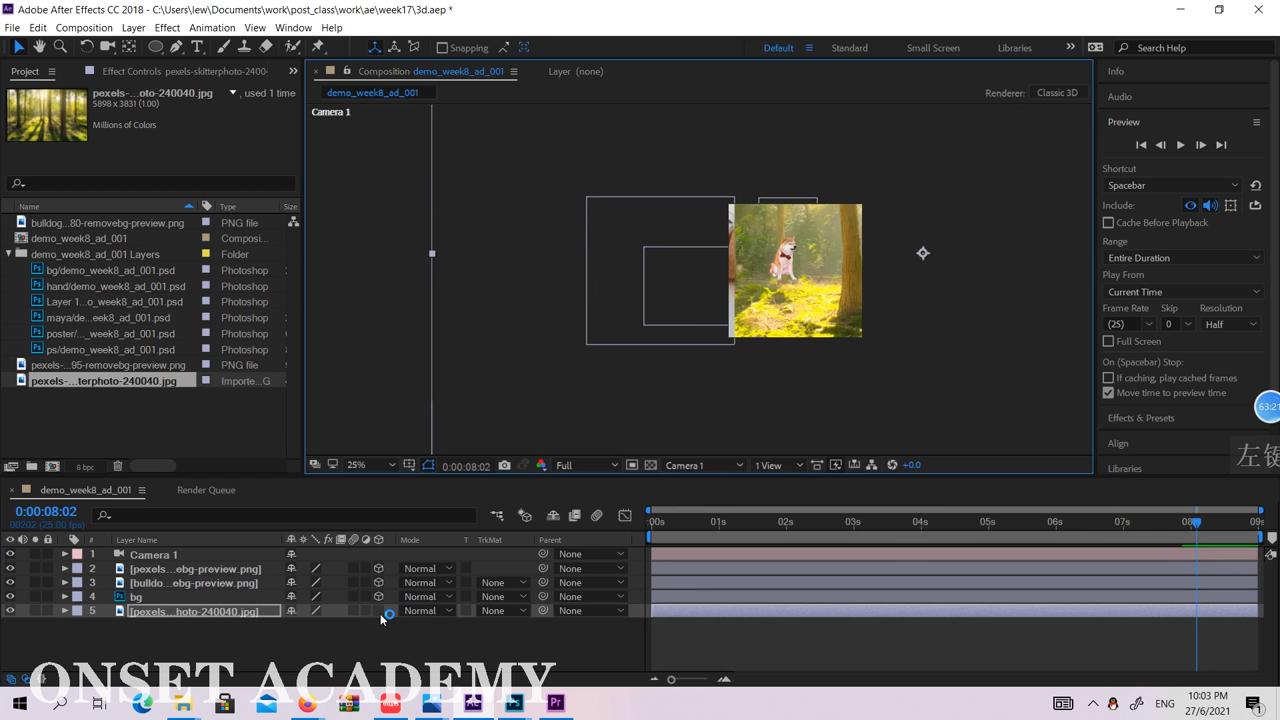 Adobe After Effects CC 2018 - C:\Users\lew\Documents\work\post_class\work\ae\week17\3d.aep *
File Edit Composition Layer Effect Animation View Window Help
Snapping
Default Standard Small Screen Libraries Search Help
Project Effect Controls pexels-skitterphoto-2400
Composition demo_week8_ad_001 Layer (none)
pexels-...oto-240040.jpg , used 1 time
5898 x 3831 (1.00)
Millions of Colors
demo_week8_ad_001
Renderer: Classic 3D
Camera 1
Name Type Size
bulldog...80-removebg-preview.png PNG file
demo_week8_ad_001 Composi...
demo_week8_ad_001 Layers Folder
bg/demo_week8_ad_001.psd Photoshop
hand/demo_week8_ad_001.psd Photoshop
Layer 1...o_week8_ad_001.psd Photoshop
maya/de...eek8_ad_001.psd Photoshop
poster/...week8_ad_001.psd Photoshop
ps/demo_week8_ad_001.psd Photoshop
pexels-...95-removebg-preview.png PNG file
pexels-...terphoto-240040.jpg Importe...G
8 bpc
25% 0:00:08:02 Full Camera 1 1 View +0.0
Info
Audio
Preview
Shortcut
Spacebar
Include:
Cache Before Playback
Range
Entire Duration
Play From
Current Time
Frame Rate Skip Resolution
(25) 0 Half
Full Screen
On (Spacebar) Stop:
If caching, play cached frames
Move time to preview time
63:21
Effects & Presets
Align
Libraries
左键
demo_week8_ad_001 Render Queue
0:00:08:02
00202 (25.00 fps)
:00s 01s 02s 03s 04s 05s 06s 07s 08s 09s
# Layer Name Mode T TrkMat Parent
1 Camera 1 None
2 [pexels...ebg-preview.png] Normal None
3 [bulldo...ebg-preview.png] Normal None None
4 bg Normal None None
5 [pexels...hoto-240040.jpg] Normal None None
ONSET ACADEMY
ENG
10:03 PM
27/6/2021